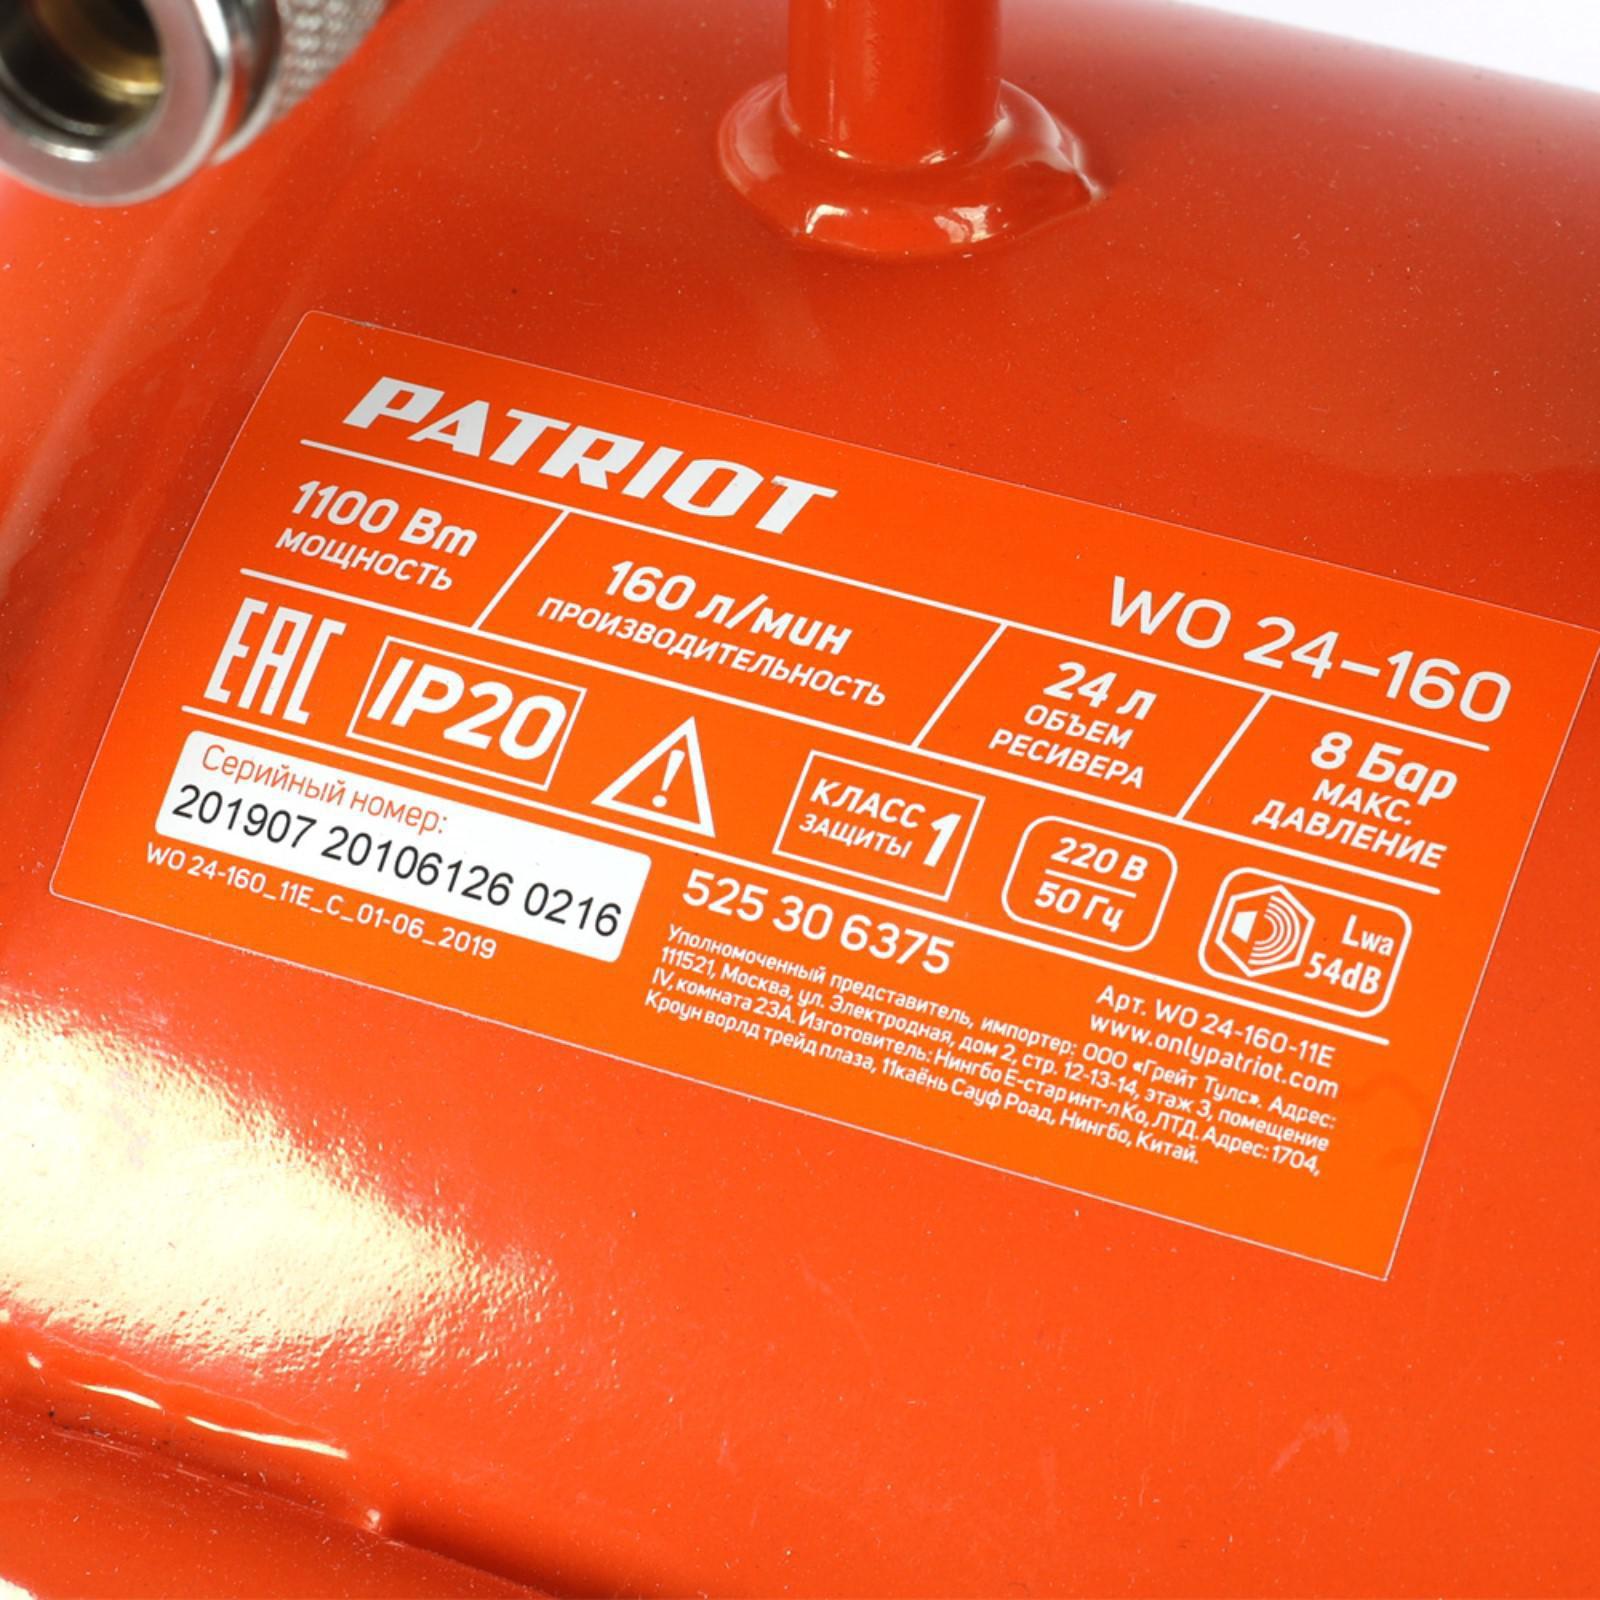 PATRIOT
WO 24-160
1100 Вт
МОЩНОСТЬ
160 л/мин
ПРОИЗВОДИТЕЛЬНОСТЬ
24 л
ОБЪЕМ
РЕСИВЕРА
8 Бар
МАКС.
ДАВЛЕНИЕ
EAC
IP20
КЛАСС
ЗАЩИТЫ 1
220 В
50 Гц
Lwa
54dB
Серийный номер:
201907 20106126 0216
WO 24-160_11E_C_01-06_2019
525 30 6375
Арт. WO 24-160-11E
www.onlypatriot.com
Уполномоченный представитель, импортер: ООО «Грейт Тулс». Адрес:
111521, Москва, ул. Электродная, дом 2, стр. 12-13-14, этаж 3, помещение
IV, комната 23А. Изготовитель: Нингбо Е-стар инт-л Ко, ЛТД. Адрес: 1704,
Кроун ворлд трейд плаза, 11каёнь Сауф Роад, Нингбо, Китай.